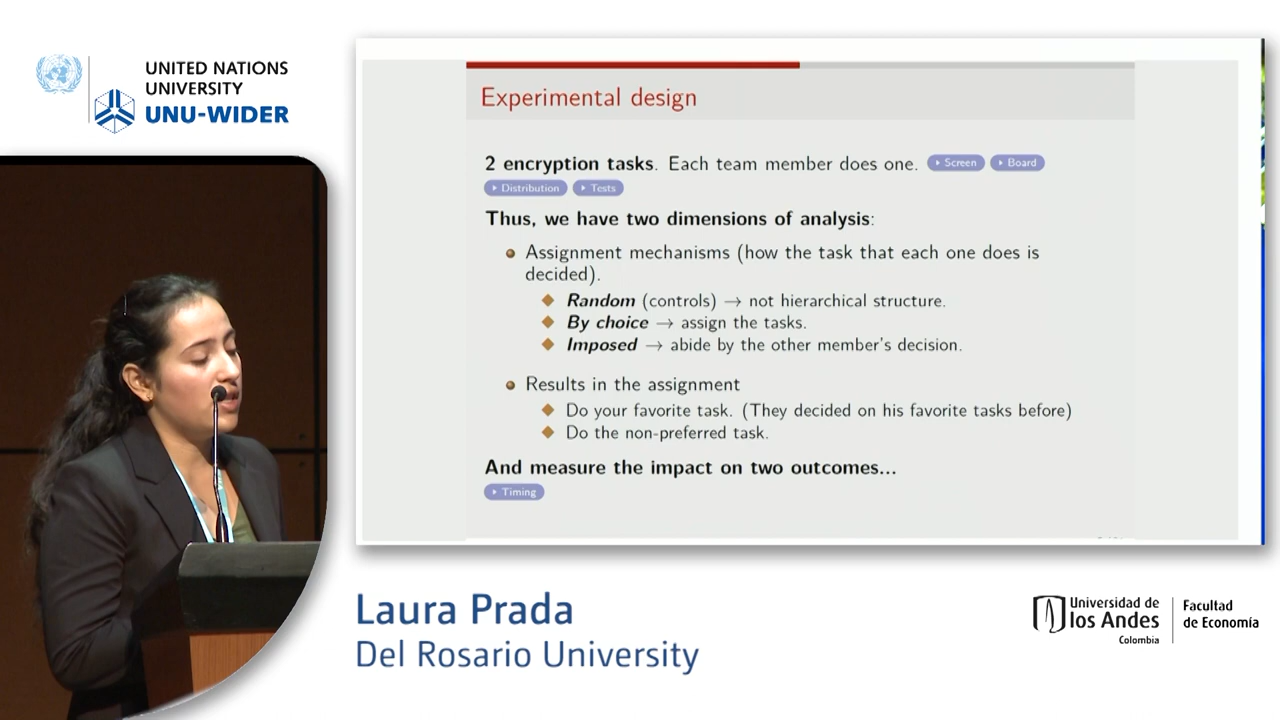 UNITED NATIONS
UNIVERSITY
UNU-WIDER
Experimental design
2 encryption tasks. Each team member does one. Screen Board
Distribution Tests
Thus, we have two dimensions of analysis:
Assignment mechanisms (how the task that each one does is
decided).
Random (controls) → not hierarchical structure.
By choice → assign the tasks.
Imposed → abide by the other member's decision.
Results in the assignment
Do your favorite task. (They decided on his favorite tasks before)
Do the non-preferred task.
And measure the impact on two outcomes...
Timing
Laura Prada
Del Rosario University
Universidad de
los Andes
Colombia
Facultad
de Economía